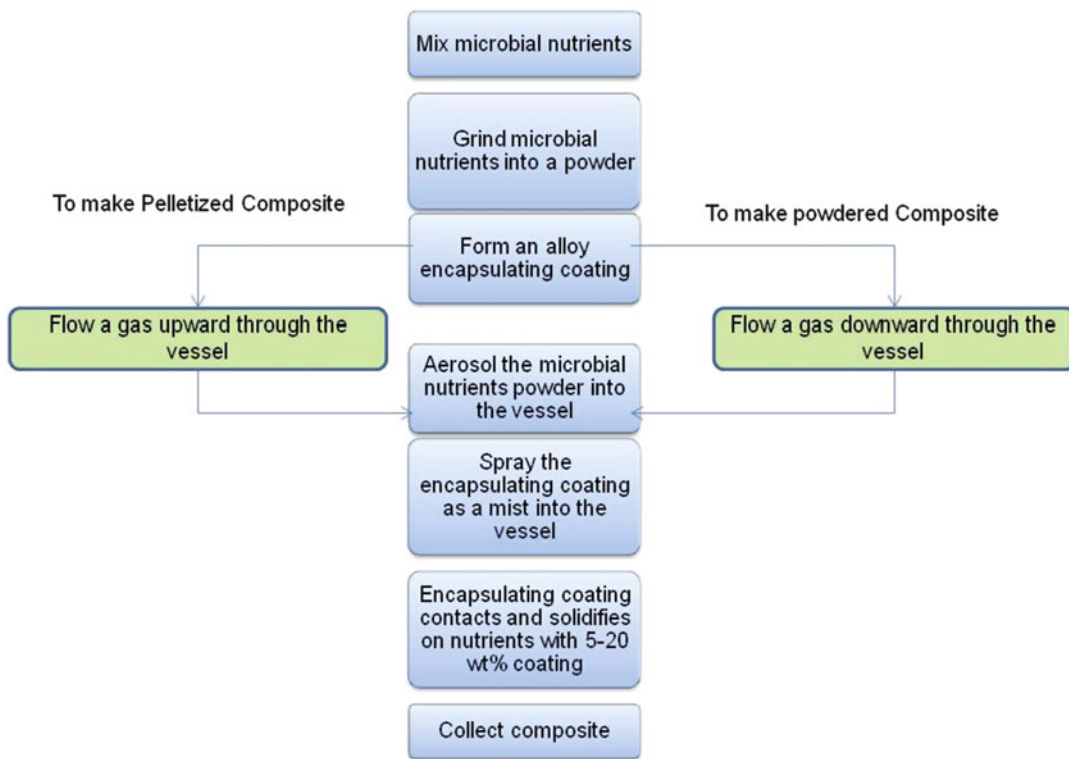 Mix microbial nutrients
Grind microbial
nutrients into a powder
To make Pelletized Composite
To make powdered Composite
Form an alloy
encapsulating coating
Flow a gas upward through the
vessel
Flow a gas downward through the
vessel
Aerosol the microbial
nutrients powder into
the vessel
Spray the
encapsulating coating
as a mist into the
vessel
Encapsulating coating
contacts and solidifies
on nutrients with 5-20
wt% coating
Collect composite